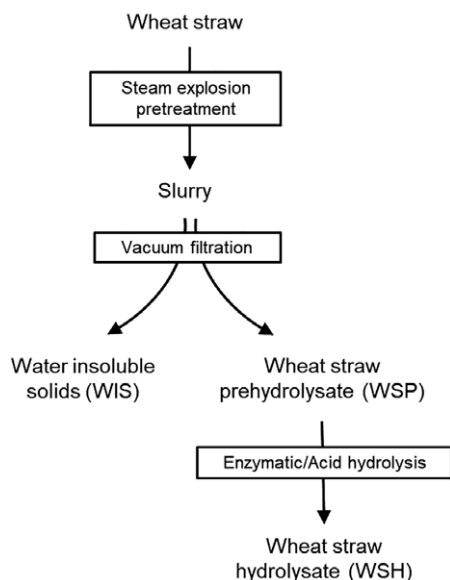 Wheat straw
Steam explosion
pretreatment
Slurry
Vacuum filtration
Water insoluble
solids (WIS)
Wheat straw
prehydrolysate (WSP)
Enzymatic/Acid hydrolysis
Wheat straw
hydrolysate (WSH)